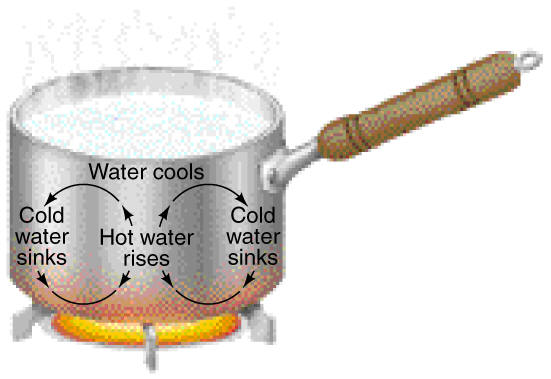 Water cools
Cold
water
sinks
Hot water
rises
Cold
water
sinks